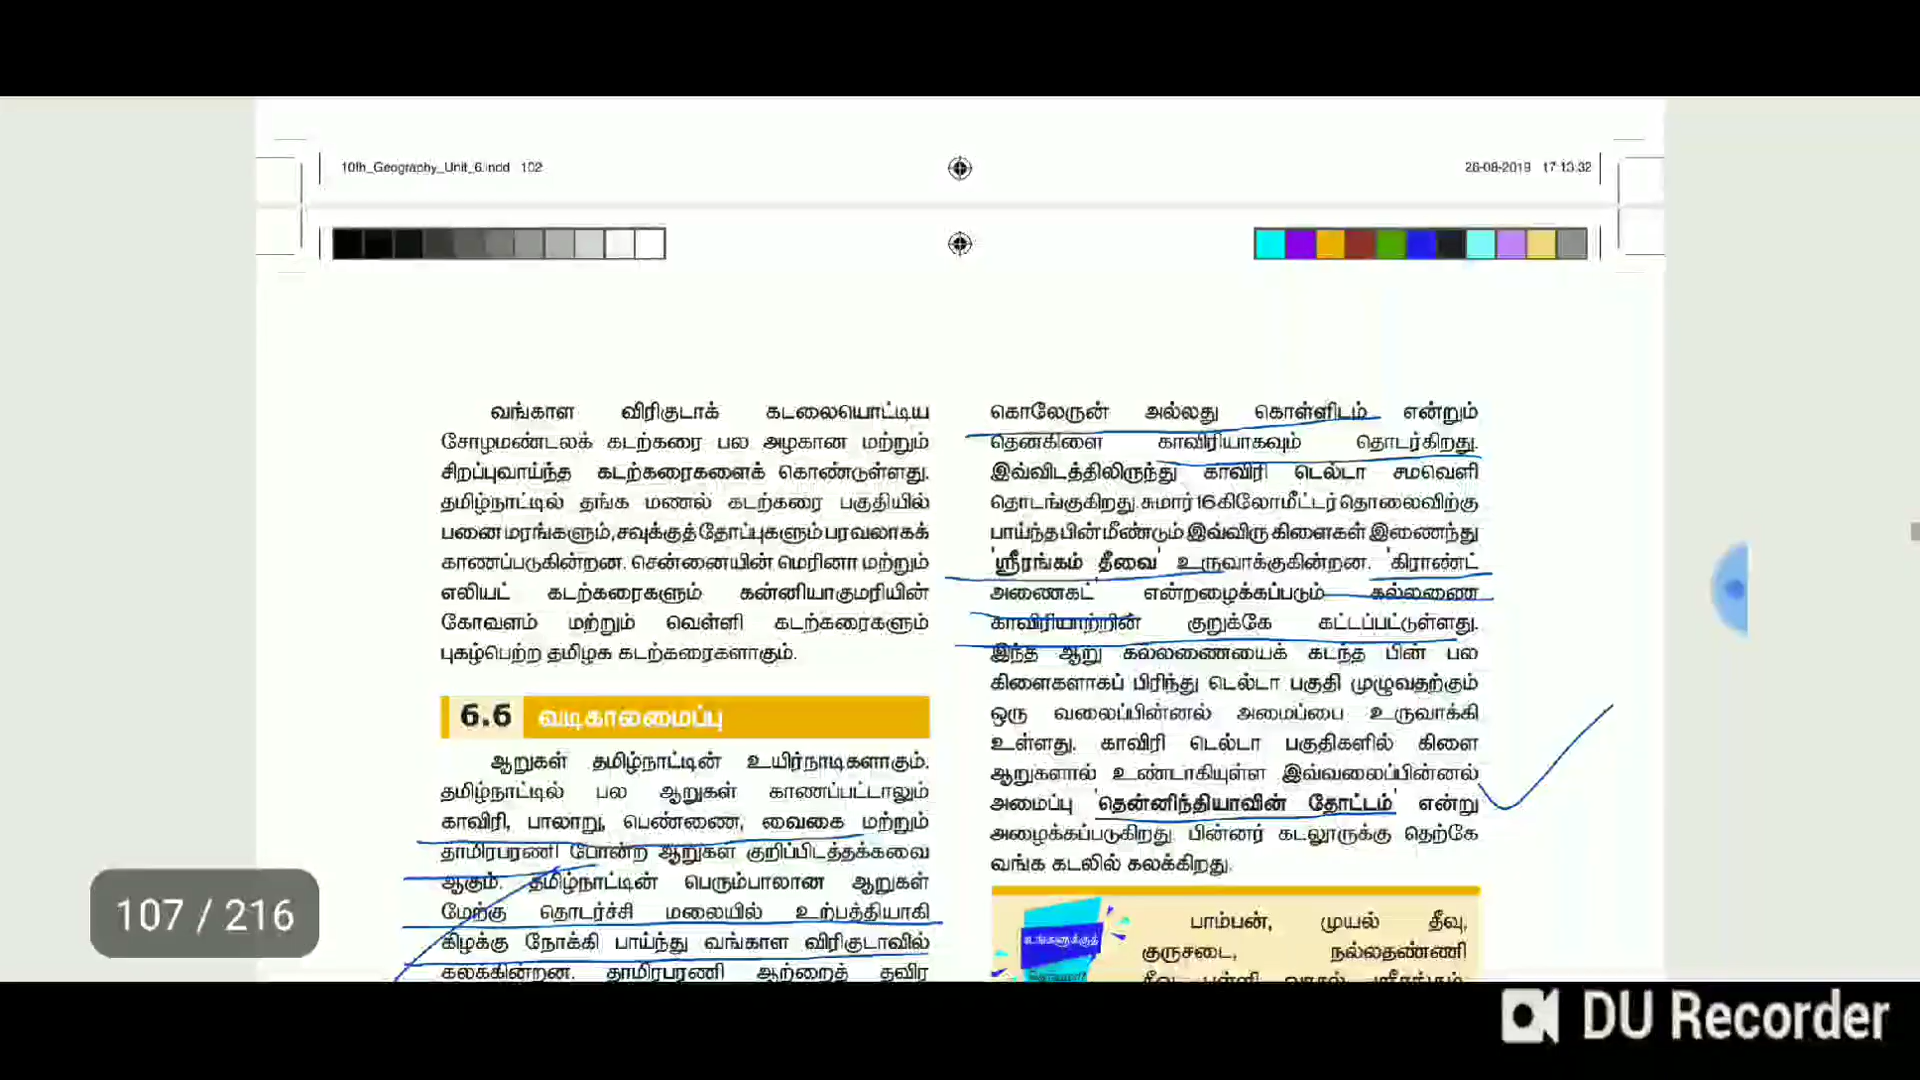 10th_Geography_Unit_6.indd 102
26-08-2019 17:13:32
வங்காள விரிகுடாக் கடலையொட்டிய
சோழமண்டலக் கடற்கரை பல அழகான மற்றும்
சிறப்புவாய்ந்த கடற்கரைகளைக் கொண்டுள்ளது.
தமிழ்நாட்டில் தங்க மணல் கடற்கரை பகுதியில்
பனை மரங்களும், சவுக்குத் தோப்புகளும் பரவலாகக்
காணப்படுகின்றன. சென்னையின் மெரினா மற்றும்
எலியட் கடற்கரைகளும் கன்னியாகுமரியின்
கோவளம் மற்றும் வெள்ளி கடற்கரைகளும்
புகழ்பெற்ற தமிழக கடற்கரைகளாகும்.
6.6 வடிகாலமைப்பு
ஆறுகள் தமிழ்நாட்டின் உயிர்நாடிகளாகும்.
தமிழ்நாட்டில் பல ஆறுகள் காணப்பட்டாலும்
காவிரி, பாலாறு, பெண்ணை, வைகை மற்றும்
தாமிரபரணி போன்ற ஆறுகள் குறிப்பிடத்தக்கவை
ஆகும். தமிழ்நாட்டின் பெரும்பாலான ஆறுகள்
மேற்கு தொடர்ச்சி மலையில் உற்பத்தியாகி
கிழக்கு நோக்கி பாய்ந்து வங்காள விரிகுடாவில்
கலக்கின்றன. தாமிரபரணி ஆற்றைத் தவிர
கொலேருன் அல்லது கொள்ளிடம் என்றும்
தென்கிளை காவிரியாகவும் தொடர்கிறது.
இவ்விடத்திலிருந்து காவிரி டெல்டா சமவெளி
தொடங்குகிறது. சுமார் 16 கிலோமீட்டர் தொலைவிற்கு
பாய்ந்த பின் மீண்டும் இவ்விரு கிளைகள் இணைந்து
'ஸ்ரீரங்கம் தீவை' உருவாக்குகின்றன. 'கிராண்ட்
அணைகட்' என்றழைக்கப்படும் கல்லணை
காவிரியாற்றின் குறுக்கே கட்டப்பட்டுள்ளது.
இந்த ஆறு கல்லணையைக் கடந்த பின் பல
கிளைகளாகப் பிரிந்து டெல்டா பகுதி முழுவதற்கும்
ஒரு வலைப்பின்னல் அமைப்பை உருவாக்கி
உள்ளது. காவிரி டெல்டா பகுதிகளில் கிளை
ஆறுகளால் உண்டாகியுள்ள இவ்வலைப்பின்னல்
அமைப்பு 'தென்னிந்தியாவின் தோட்டம்' என்று
அழைக்கப்படுகிறது. பின்னர் கடலூருக்கு தெற்கே
வங்க கடலில் கலக்கிறது.
உங்களுக்குத்
பாம்பன், முயல் தீவு,
குருசடை, நல்லதண்ணி
107 / 216
DU Recorder